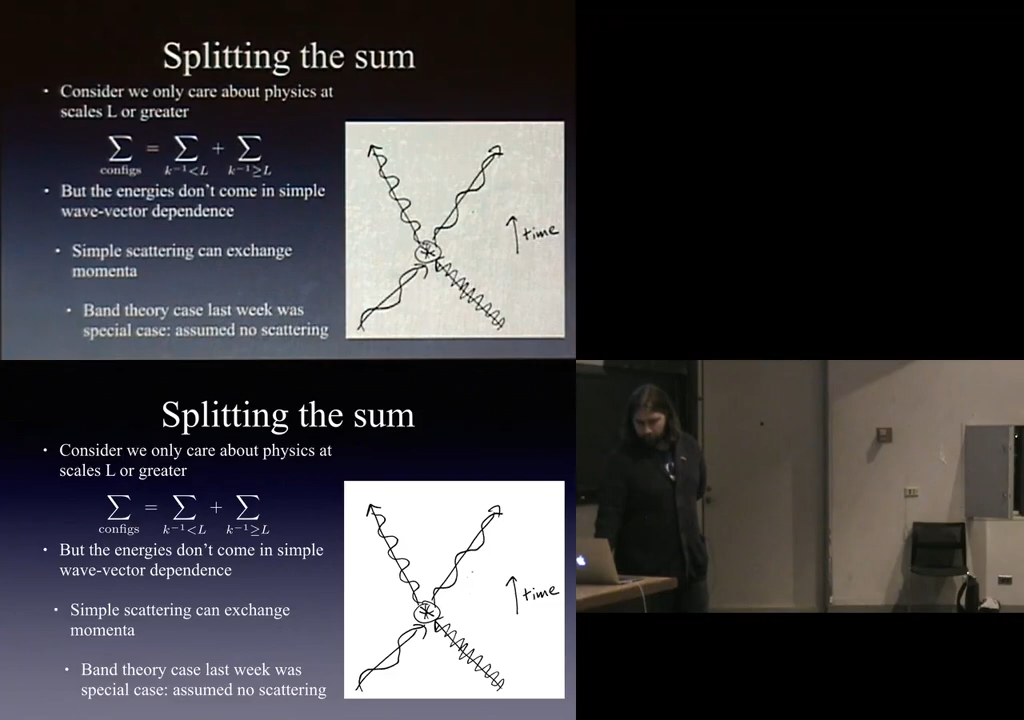 Splitting the sum
• Consider we only care about physics at
scales L or greater
∑ configs = ∑ k⁻¹<L + ∑ k⁻¹≥L
• But the energies don't come in simple
wave-vector dependence
• Simple scattering can exchange
momenta
• Band theory case last week was
special case: assumed no scattering
time
Splitting the sum
• Consider we only care about physics at
scales L or greater
∑ configs = ∑ k⁻¹<L + ∑ k⁻¹≥L
• But the energies don't come in simple
wave-vector dependence
• Simple scattering can exchange
momenta
• Band theory case last week was
special case: assumed no scattering
time